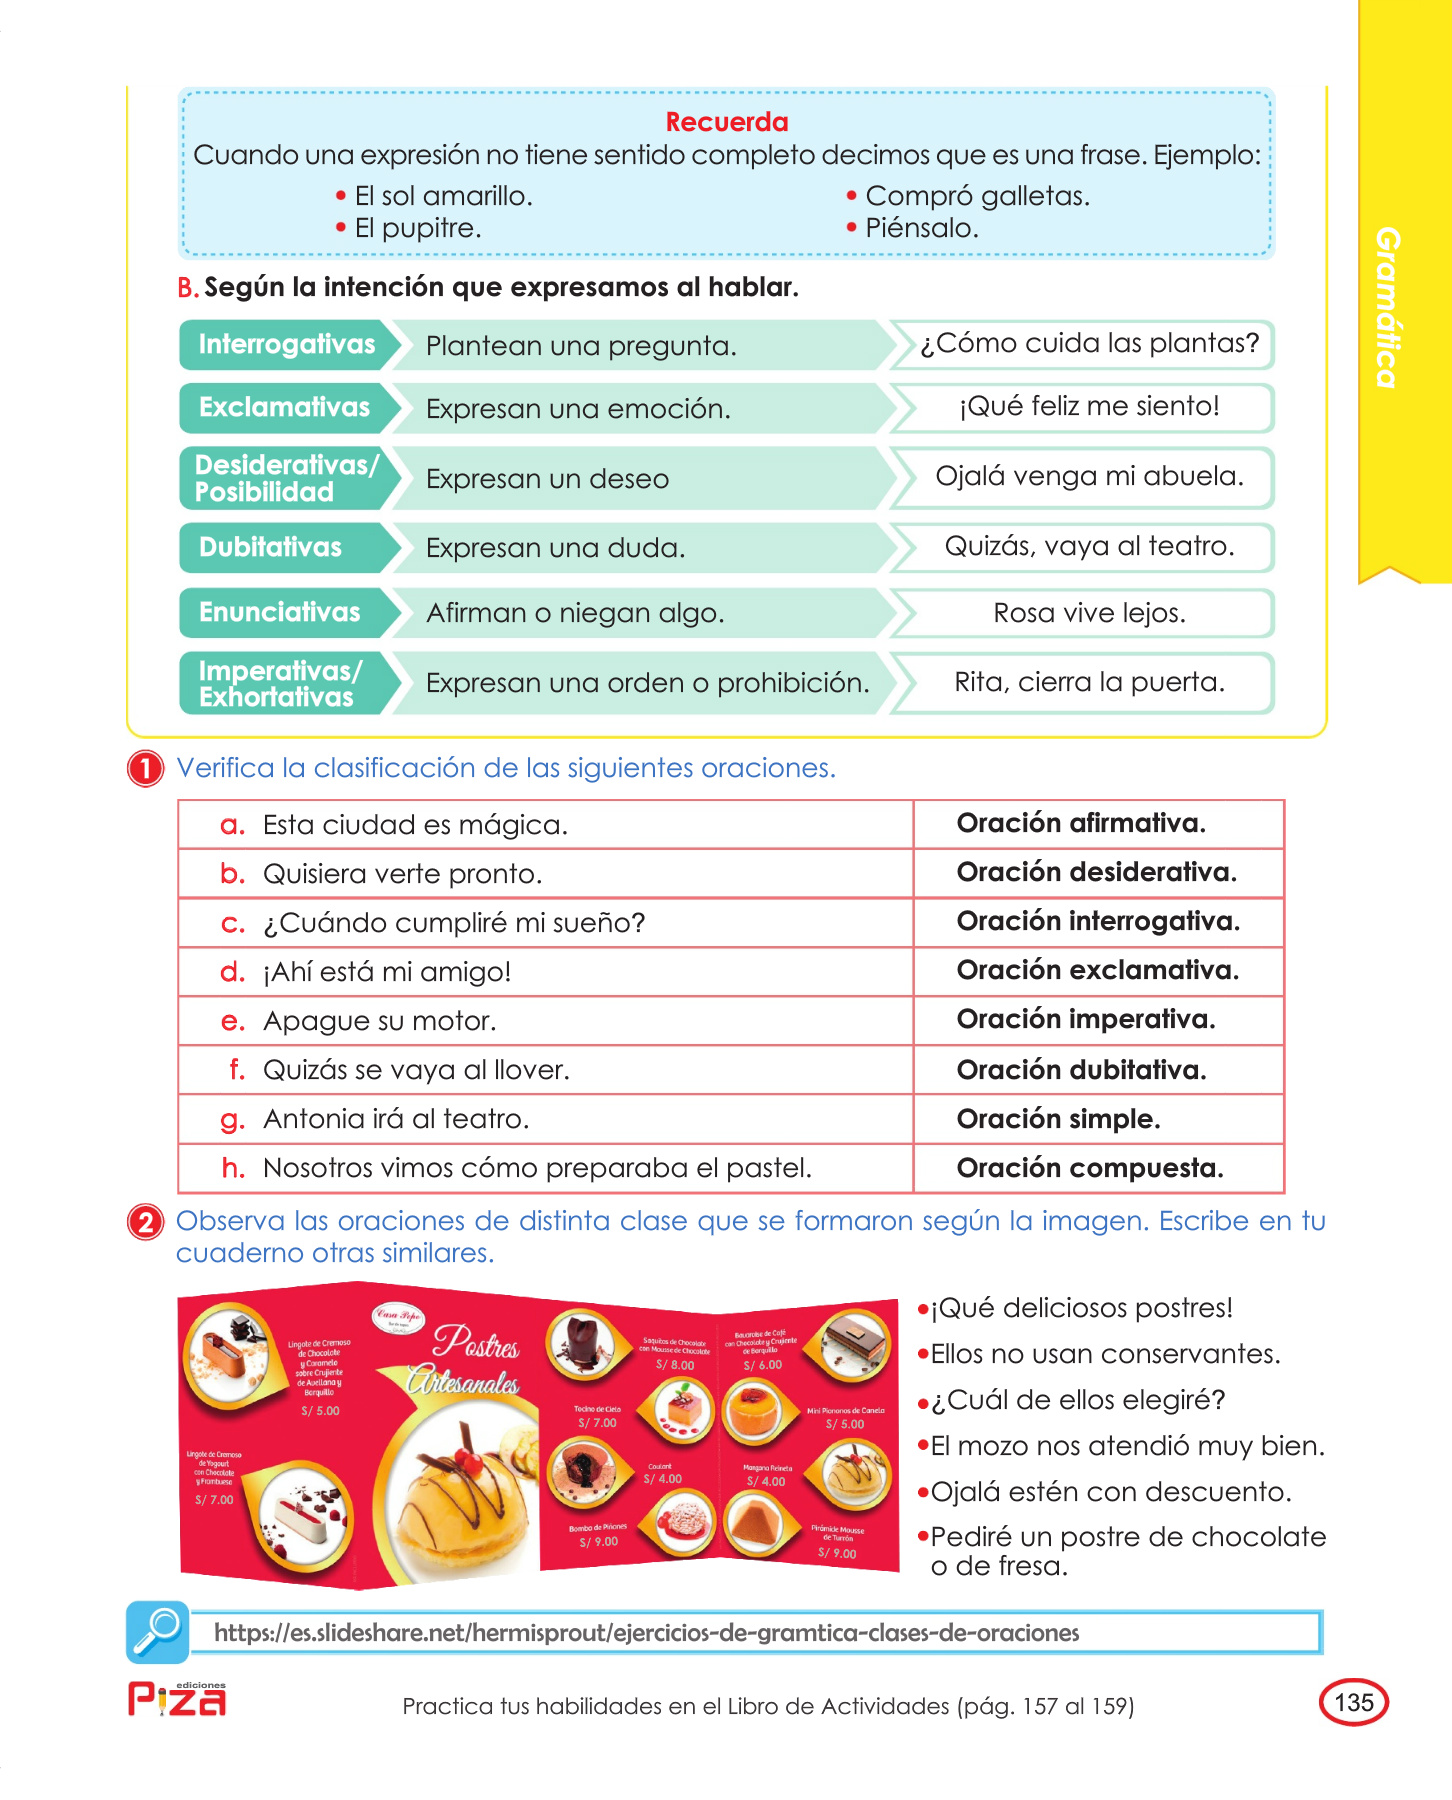 Recuerda
Cuando una expresión no tiene sentido completo decimos que es una frase. Ejemplo:
• El sol amarillo.
• El pupitre.
• Compró galletas.
• Piénsalo.
B. Según la intención que expresamos al hablar.
Interrogativas Plantean una pregunta. ¿Cómo cuida las plantas?
Exclamativas Expresan una emoción. ¡Qué feliz me siento!
Desiderativas/
Posibilidad
Expresan un deseo
Ojalá venga mi abuela.
Dubitativas Expresan una duda. Quizás, vaya al teatro.
Enunciativas Afirman o niegan algo. Rosa vive lejos.
Imperativas/
Exhortativas
Expresan una orden o prohibición.
Rita, cierra la puerta.
Gramática
1 Verifica la clasificación de las siguientes oraciones.
a. Esta ciudad es mágica. Oración afirmativa.
b. Quisiera verte pronto. Oración desiderativa.
c. ¿Cuándo cumpliré mi sueño? Oración interrogativa.
d. ¡Ahí está mi amigo! Oración exclamativa.
e. Apague su motor. Oración imperativa.
f. Quizás se vaya al llover. Oración dubitativa.
g. Antonia irá al teatro. Oración simple.
h. Nosotros vimos cómo preparaba el pastel. Oración compuesta.
2 Observa las oraciones de distinta clase que se formaron según la imagen. Escribe en tu
cuaderno otras similares.
Lingote de Cremoso
de Chocolate
y Caramelo
sobre Crujiente
de Avellana y
Barquillo
S/ 5.00
Lingote de Cremoso
de Yogourt
con Chocolate
y Frambuesa
S/ 7.00
Casa Pepe
Postres
Artesanales
Saquitos de Chocolate
con Mousse de Chocolate
S/ 8.00
Tocino de Cielo
S/ 7.00
Coulant
S/ 4.00
Bomba de Piñones
S/ 9.00
Bavaroise de Café
con Chocolate y Crujiente
de Barquillo
S/ 6.00
Mini Piononos de Canela
S/ 5.00
Manzana Reineta
S/ 4.00
Pirámide Mousse
de Turrón
S/ 9.00
•¡Qué deliciosos postres!
•Ellos no usan conservantes.
•¿Cuál de ellos elegiré?
•El mozo nos atendió muy bien.
•Ojalá estén con descuento.
•Pediré un postre de chocolate
o de fresa.
https://es.slideshare.net/hermisprout/ejercicios-de-gramtica-clases-de-oraciones
ediciones
PiZA
Practica tus habilidades en el Libro de Actividades (pág. 157 al 159)
135